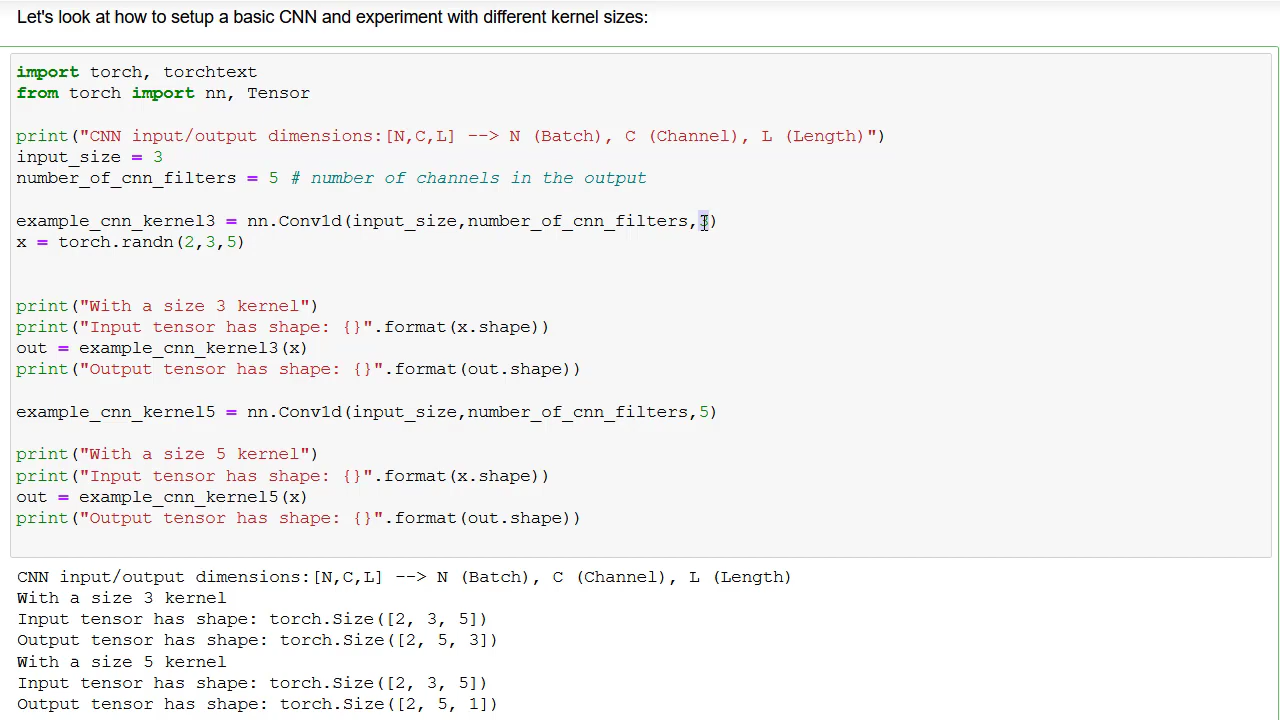 Let's look at how to setup a basic CNN and experiment with different kernel sizes:
import torch, torchtext
from torch import nn, Tensor
print("CNN input/output dimensions:[N,C,L] --> N (Batch), C (Channel), L (Length)")
input_size = 3
number_of_cnn_filters = 5 # number of channels in the output
example_cnn_kernel3 = nn.Conv1d(input_size,number_of_cnn_filters,3)
x = torch.randn(2,3,5)
print("With a size 3 kernel")
print("Input tensor has shape: {}".format(x.shape))
out = example_cnn_kernel3(x)
print("Output tensor has shape: {}".format(out.shape))
example_cnn_kernel5 = nn.Conv1d(input_size,number_of_cnn_filters,5)
print("With a size 5 kernel")
print("Input tensor has shape: {}".format(x.shape))
out = example_cnn_kernel5(x)
print("Output tensor has shape: {}".format(out.shape))
CNN input/output dimensions:[N,C,L] --> N (Batch), C (Channel), L (Length)
With a size 3 kernel
Input tensor has shape: torch.Size([2, 3, 5])
Output tensor has shape: torch.Size([2, 5, 3])
With a size 5 kernel
Input tensor has shape: torch.Size([2, 3, 5])
Output tensor has shape: torch.Size([2, 5, 1])